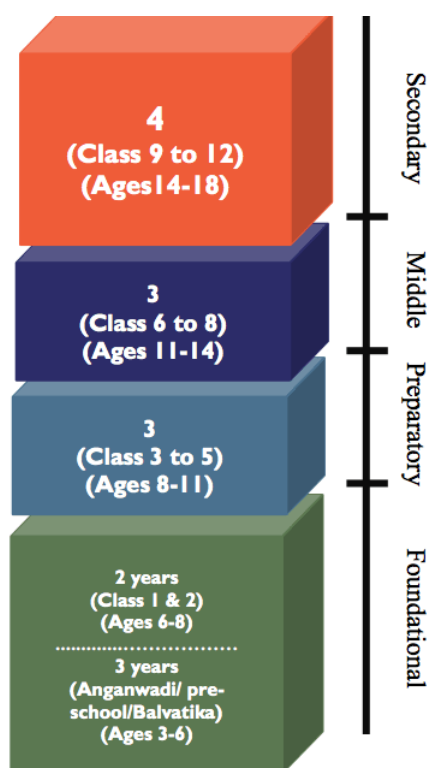 4
(Class 9 to 12)
(Ages14-18)
Secondary
3
(Class 6 to 8)
(Ages 11-14)
Middle
3
(Class 3 to 5)
(Ages 8-11)
Preparatory
2 years
(Class 1 & 2)
(Ages 6-8)
3 years
(Anganwadi/ pre-
school/Balvatika)
(Ages 3-6)
Foundational